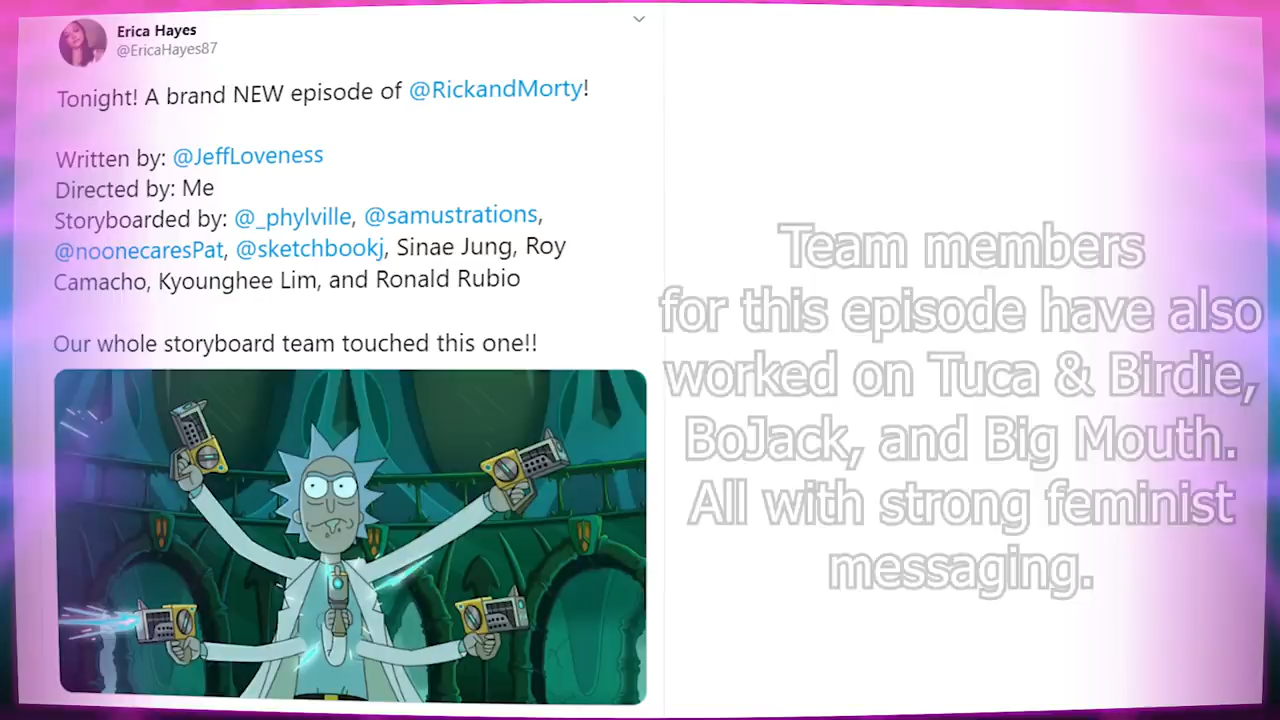 Erica Hayes
@EricaHayes87
Tonight! A brand NEW episode of @RickandMorty!
Written by: @JeffLoveness
Directed by: Me
Storyboarded by: @_phylville, @samustrations,
@noonecaresPat, @sketchbookj, Sinae Jung, Roy
Camacho, Kyounghee Lim, and Ronald Rubio
Our whole storyboard team touched this one!!
Team members
for this episode have also
worked on Tuca & Birdie,
BoJack, and Big Mouth.
All with strong feminist
messaging.